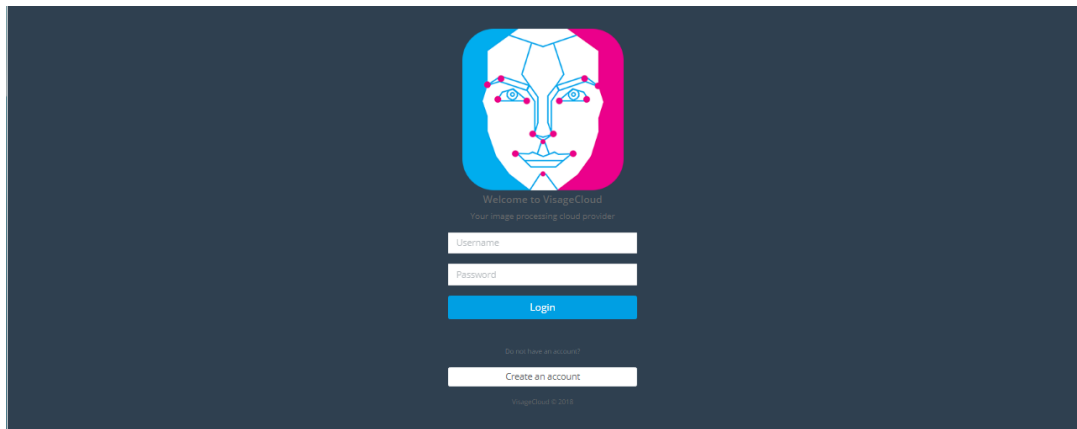 Welcome to VisageCloud
Your image processing cloud provider
Username
Password
Login
Do not have an account?
Create an account
VisageCloud © 2016